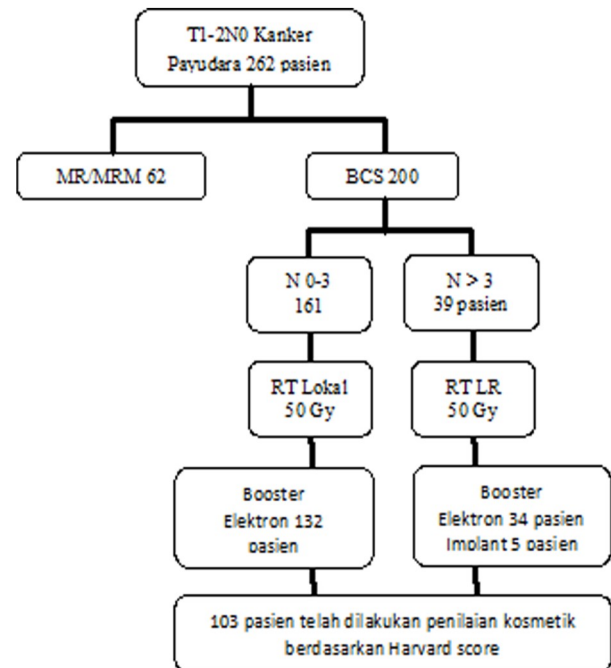 T1-2N0 Kanker
Payudara 262 pasien
MR/MRM 62
BCS 200
N 0-3
161
N > 3
39 pasien
RT Lokal
50 Gy
RT LR
50 Gy
Booster
Elektron 132
pasien
Booster
Elektron 34 pasien
Implant 5 pasien
103 pasien telah dilakukan penilaian kosmetik
berdasarkan Harvard score